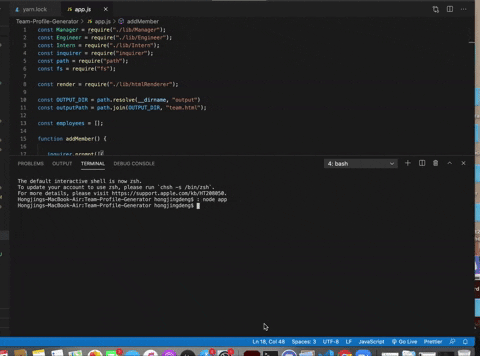 yarn.lock
app.js
Team-Profile-Generator > app.js > addMember
1 const Manager = require("./lib/Manager");
2 const Engineer = require("./lib/Engineer");
3 const Intern = require("./lib/Intern");
4 const inquirer = require("inquirer");
5 const path = require("path");
6 const fs = require("fs");
7
8 const render = require("./lib/htmlRenderer");
9
10 const OUTPUT_DIR = path.resolve(__dirname, "output")
11 const outputPath = path.join(OUTPUT_DIR, "team.html");
12
13 const employees = [];
14
15 function addMember() {
16
17 inquirer.prompt([{
PROBLEMS OUTPUT TERMINAL DEBUG CONSOLE 4: bash
The default interactive shell is now zsh.
To update your account to use zsh, please run `chsh -s /bin/zsh`.
For more details, please visit https://support.apple.com/kb/HT208050.
Hongjings-MacBook-Air:Team-Profile-Generator hongjingdeng$ : node app
Hongjings-MacBook-Air:Team-Profile-Generator hongjingdeng$
Ln 18, Col 48 Spaces: 3 UTF-8 LF JavaScript Go Live Prettier